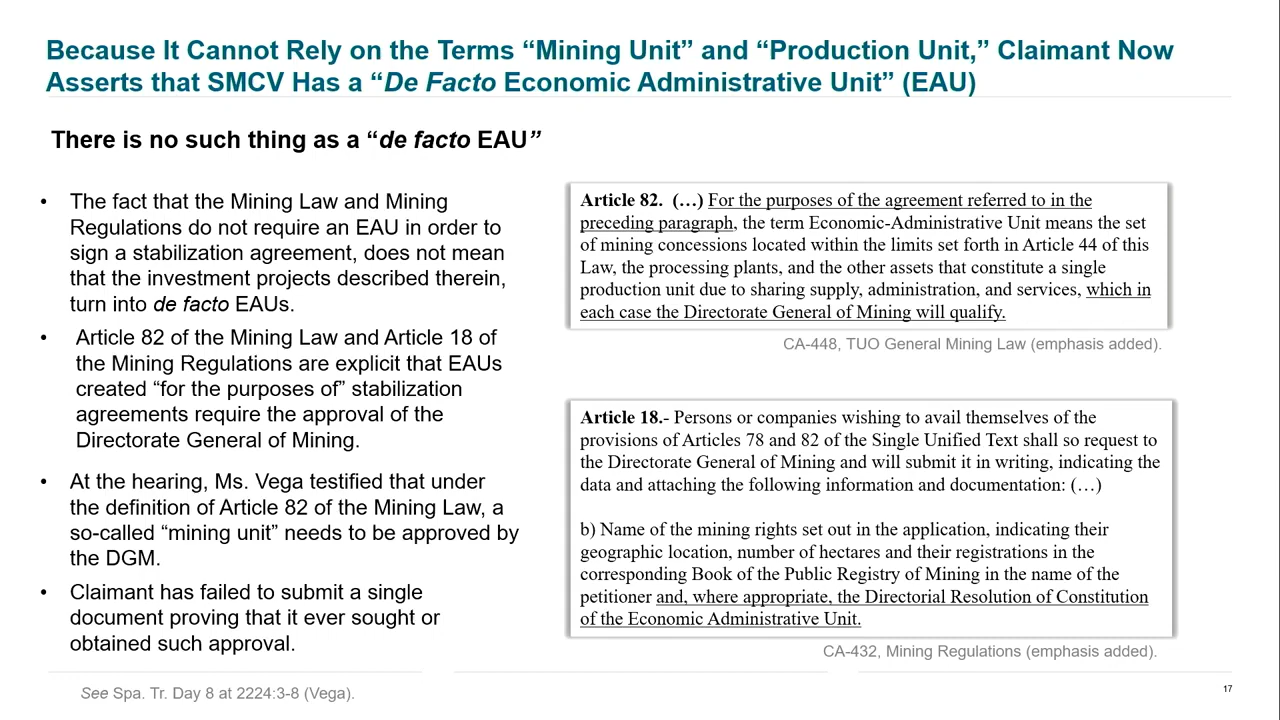 Because It Cannot Rely on the Terms “Mining Unit” and “Production Unit,” Claimant Now
Asserts that SMCV Has a “De Facto Economic Administrative Unit” (EAU)
There is no such thing as a “de facto EAU”
• The fact that the Mining Law and Mining
Regulations do not require an EAU in order to
sign a stabilization agreement, does not mean
that the investment projects described therein,
turn into de facto EAUs.
• Article 82 of the Mining Law and Article 18 of
the Mining Regulations are explicit that EAUs
created “for the purposes of” stabilization
agreements require the approval of the
Directorate General of Mining.
• At the hearing, Ms. Vega testified that under
the definition of Article 82 of the Mining Law, a
so-called “mining unit” needs to be approved by
the DGM.
• Claimant has failed to submit a single
document proving that it ever sought or
obtained such approval.
Article 82. (…) For the purposes of the agreement referred to in the
preceding paragraph, the term Economic-Administrative Unit means the set
of mining concessions located within the limits set forth in Article 44 of this
Law, the processing plants, and the other assets that constitute a single
production unit due to sharing supply, administration, and services, which in
each case the Directorate General of Mining will qualify.
CA-448, TUO General Mining Law (emphasis added).
Article 18.- Persons or companies wishing to avail themselves of the
provisions of Articles 78 and 82 of the Single Unified Text shall so request to
the Directorate General of Mining and will submit it in writing, indicating the
data and attaching the following information and documentation: (…)
b) Name of the mining rights set out in the application, indicating their
geographic location, number of hectares and their registrations in the
corresponding Book of the Public Registry of Mining in the name of the
petitioner and, where appropriate, the Directorial Resolution of Constitution
of the Economic Administrative Unit.
CA-432, Mining Regulations (emphasis added).
See Spa. Tr. Day 8 at 2224:3-8 (Vega).
17